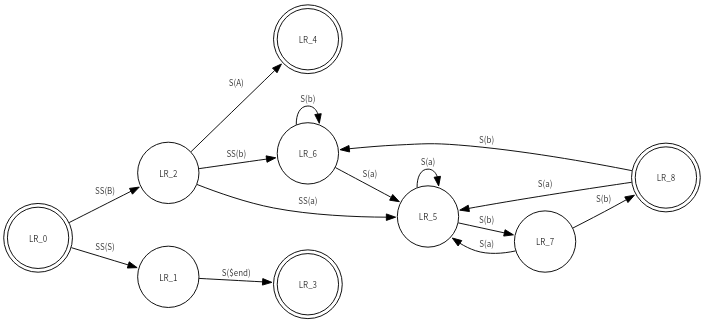 LR_4
S(A)
S(b)
S(b)
LR_6
SS(b)
LR_2
S(a)
S(a)
LR_8
S(a)
SS(B)
S(b)
SS(a)
LR_5
S(b)
LR_0
LR_7
S(a)
SS(S)
S($end)
LR_1
LR_3